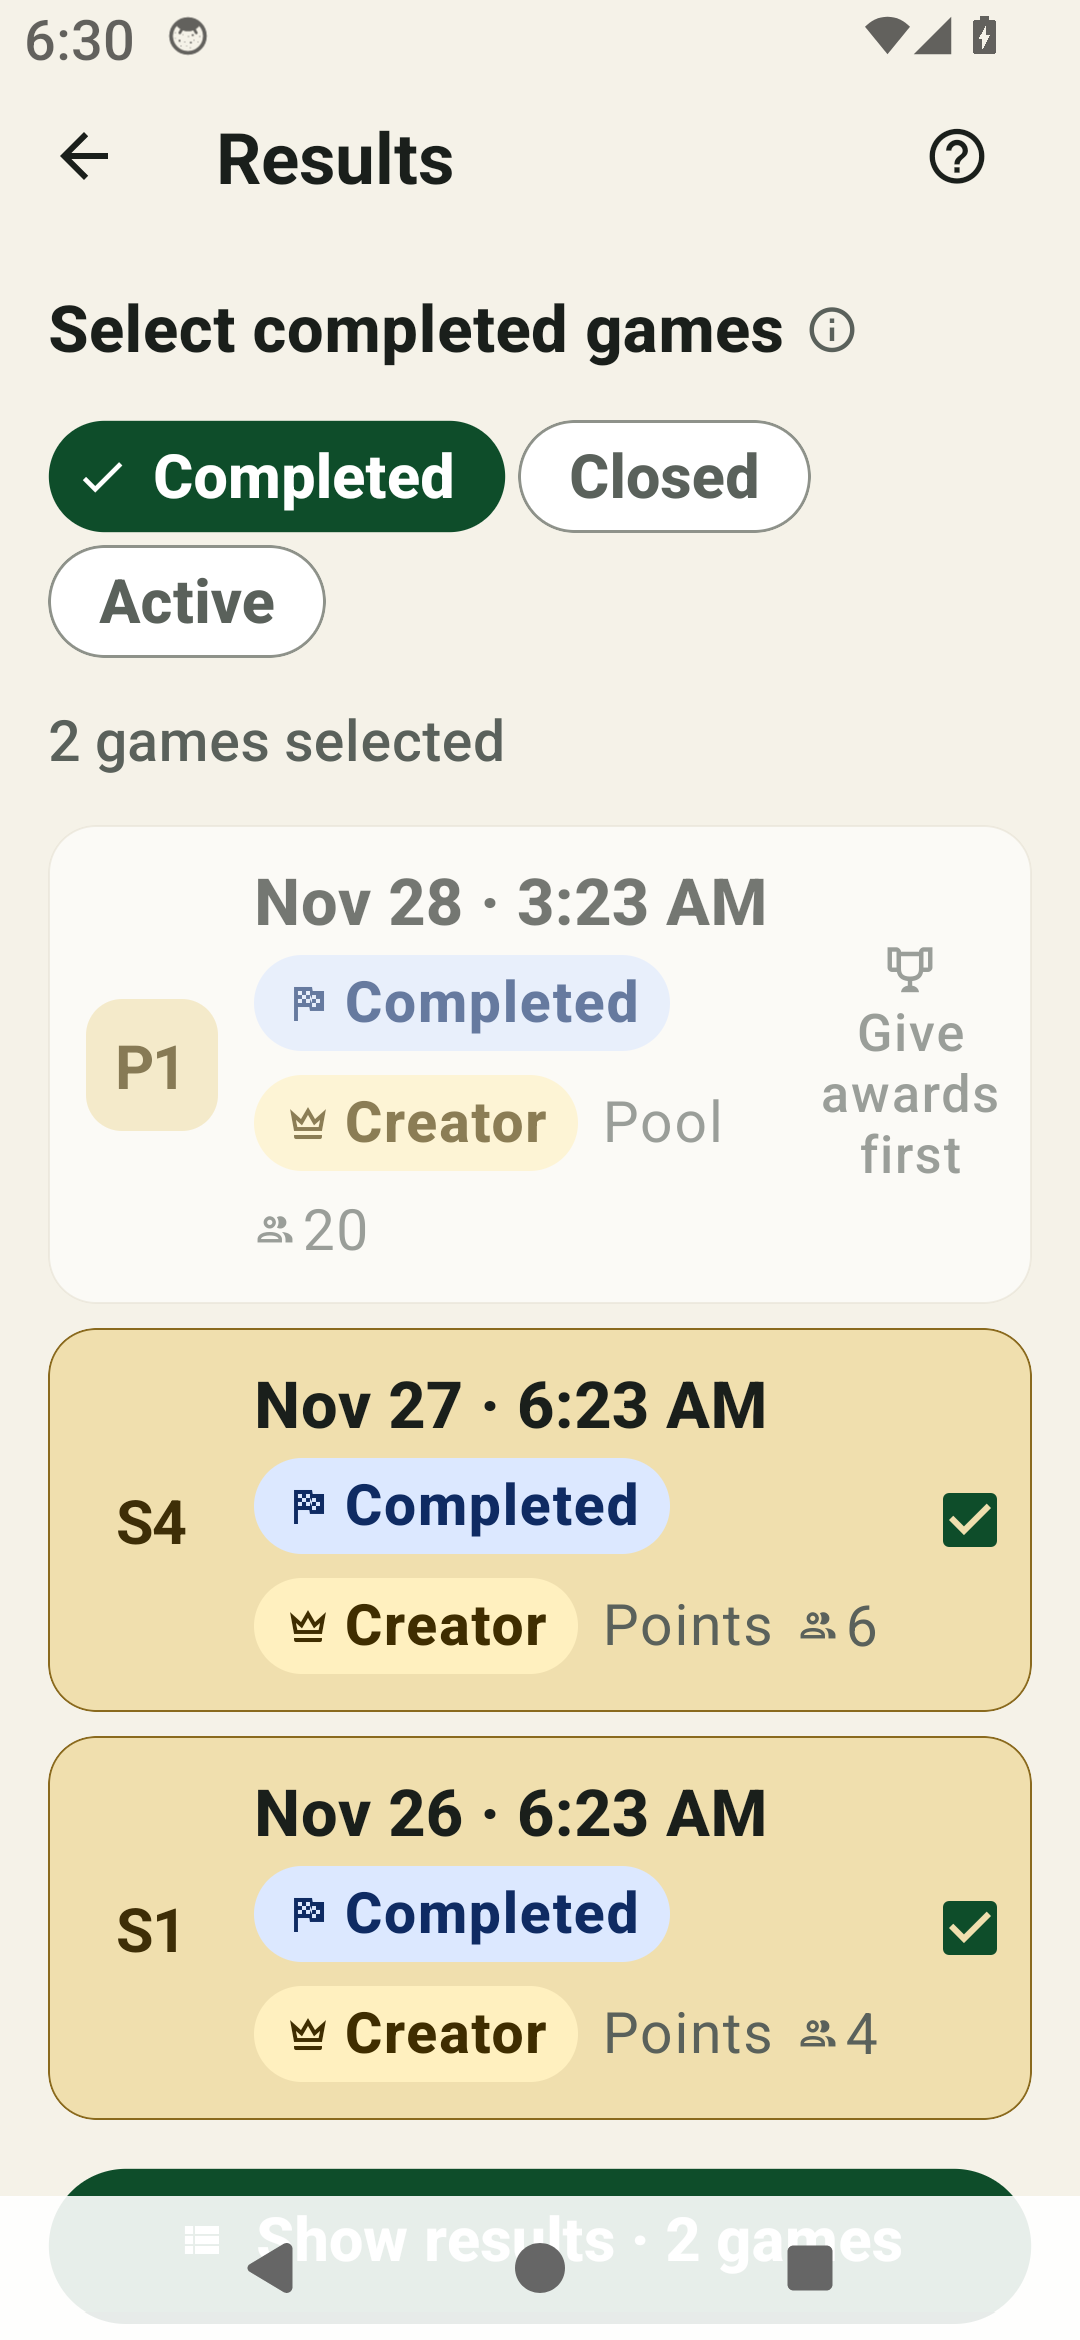 6:30
Results
Select completed games
Completed
Closed
Active
2 games selected
Nov 28 · 3:23 AM
Completed
P1
Creator
Pool
20
Give
awards
first
Nov 27 · 6:23 AM
Completed
S4
Creator
Points
6
Nov 26 · 6:23 AM
Completed
S1
Creator
Points
4
Show results · 2 games